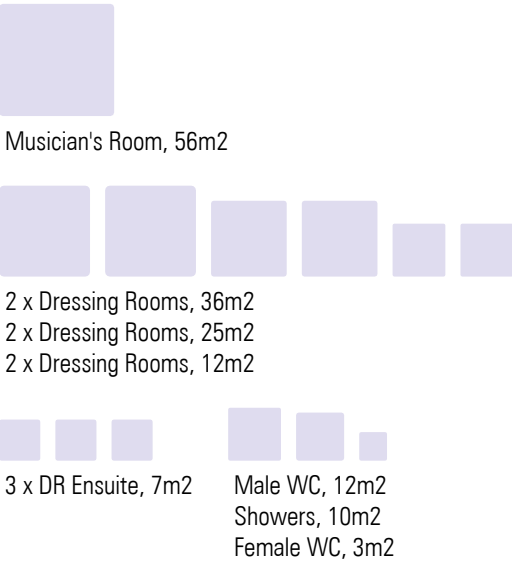 Musician's Room, 56m2
2 x Dressing Rooms, 36m2
2 x Dressing Rooms, 25m2
2 x Dressing Rooms, 12m2
3 x DR Ensuite, 7m2
Male WC, 12m2
Showers, 10m2
Female WC, 3m2